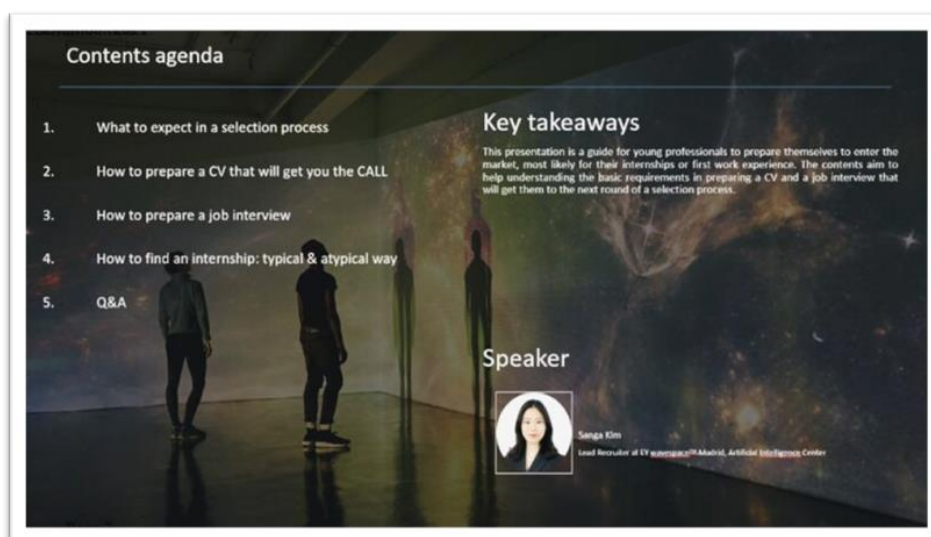 Contents agenda
1. What to expect in a selection process
2. How to prepare a CV that will get you the CALL
3. How to prepare a job interview
4. How to find an internship: typical & atypical way
5. Q&A
Key takeaways
This presentation is a guide for young professionals to prepare themselves to enter the
market, most likely for their internships or first work experience. The contents aim to
help understanding the basic requirements in preparing a CV and a job interview that
will get them to the next round of a selection process.
Speaker
Sanga Kim
Lead Recruiter at EY wavespace™ Madrid, Artificial Intelligence Center